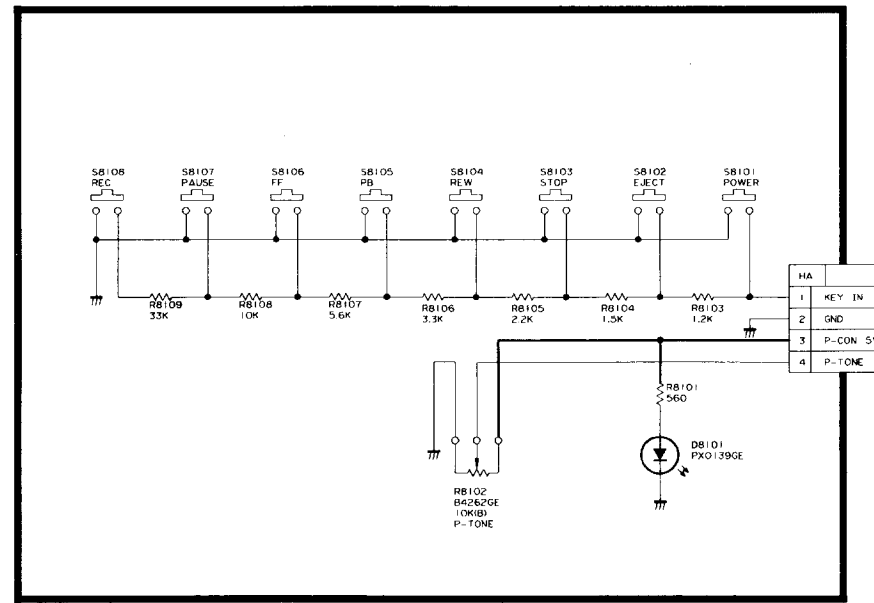 S8108
REC
S8107
PAUSE
S8106
FF
S8105
PB
S8104
REW
S8103
STOP
S8102
EJECT
S8101
POWER
R8109
33K
R8108
10K
R8107
5.6K
R8106
3.3K
R8105
2.2K
R8104
1.5K
R8103
1.2K
HA
1 KEY IN
2 GND
3 P-CON 5V
4 P-TONE
R8101
560
D8101
PX0139GE
R8102
B4262GE
10K(B)
P-TONE